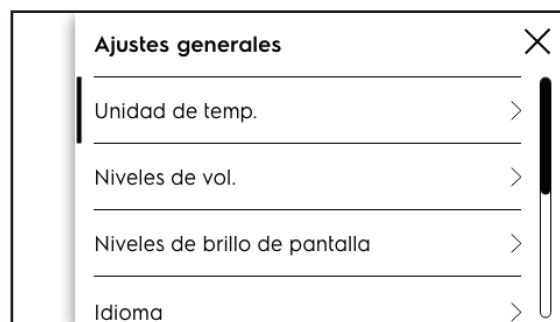 Ajustes generales
Unidad de temp.
Niveles de vol.
Niveles de brillo de pantalla
Idioma